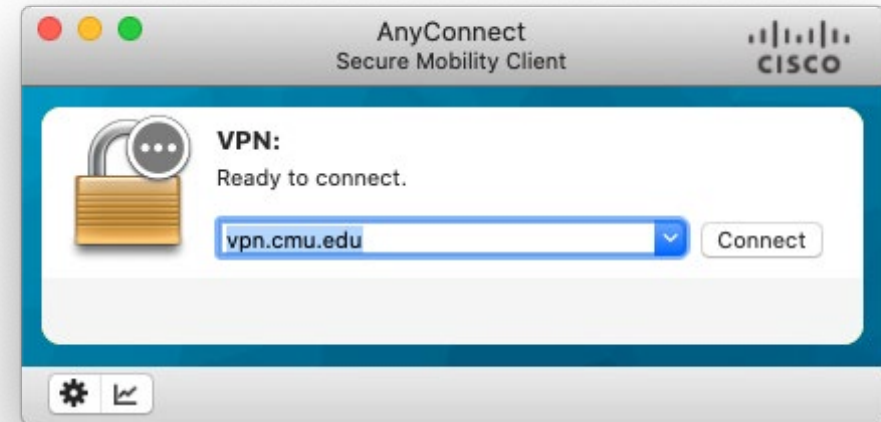 AnyConnect
Secure Mobility Client
CISCO
VPN:
Ready to connect.
vpn.cmu.edu
Connect